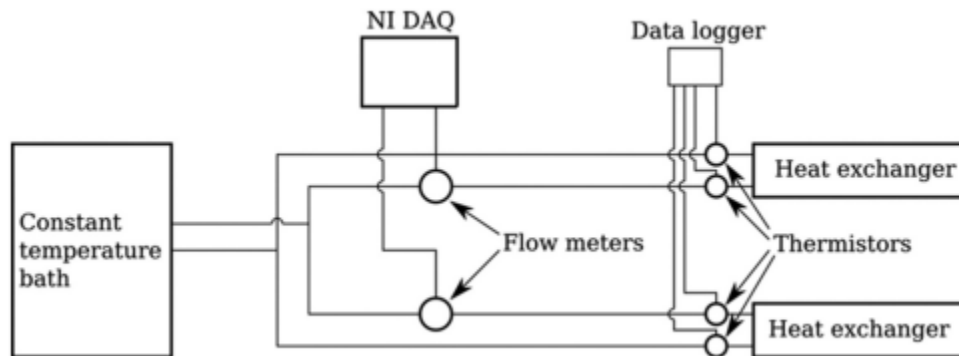 NI DAQ
Data logger
Constant
temperature
bath
Flow meters
Heat exchanger
Thermistors
Heat exchanger